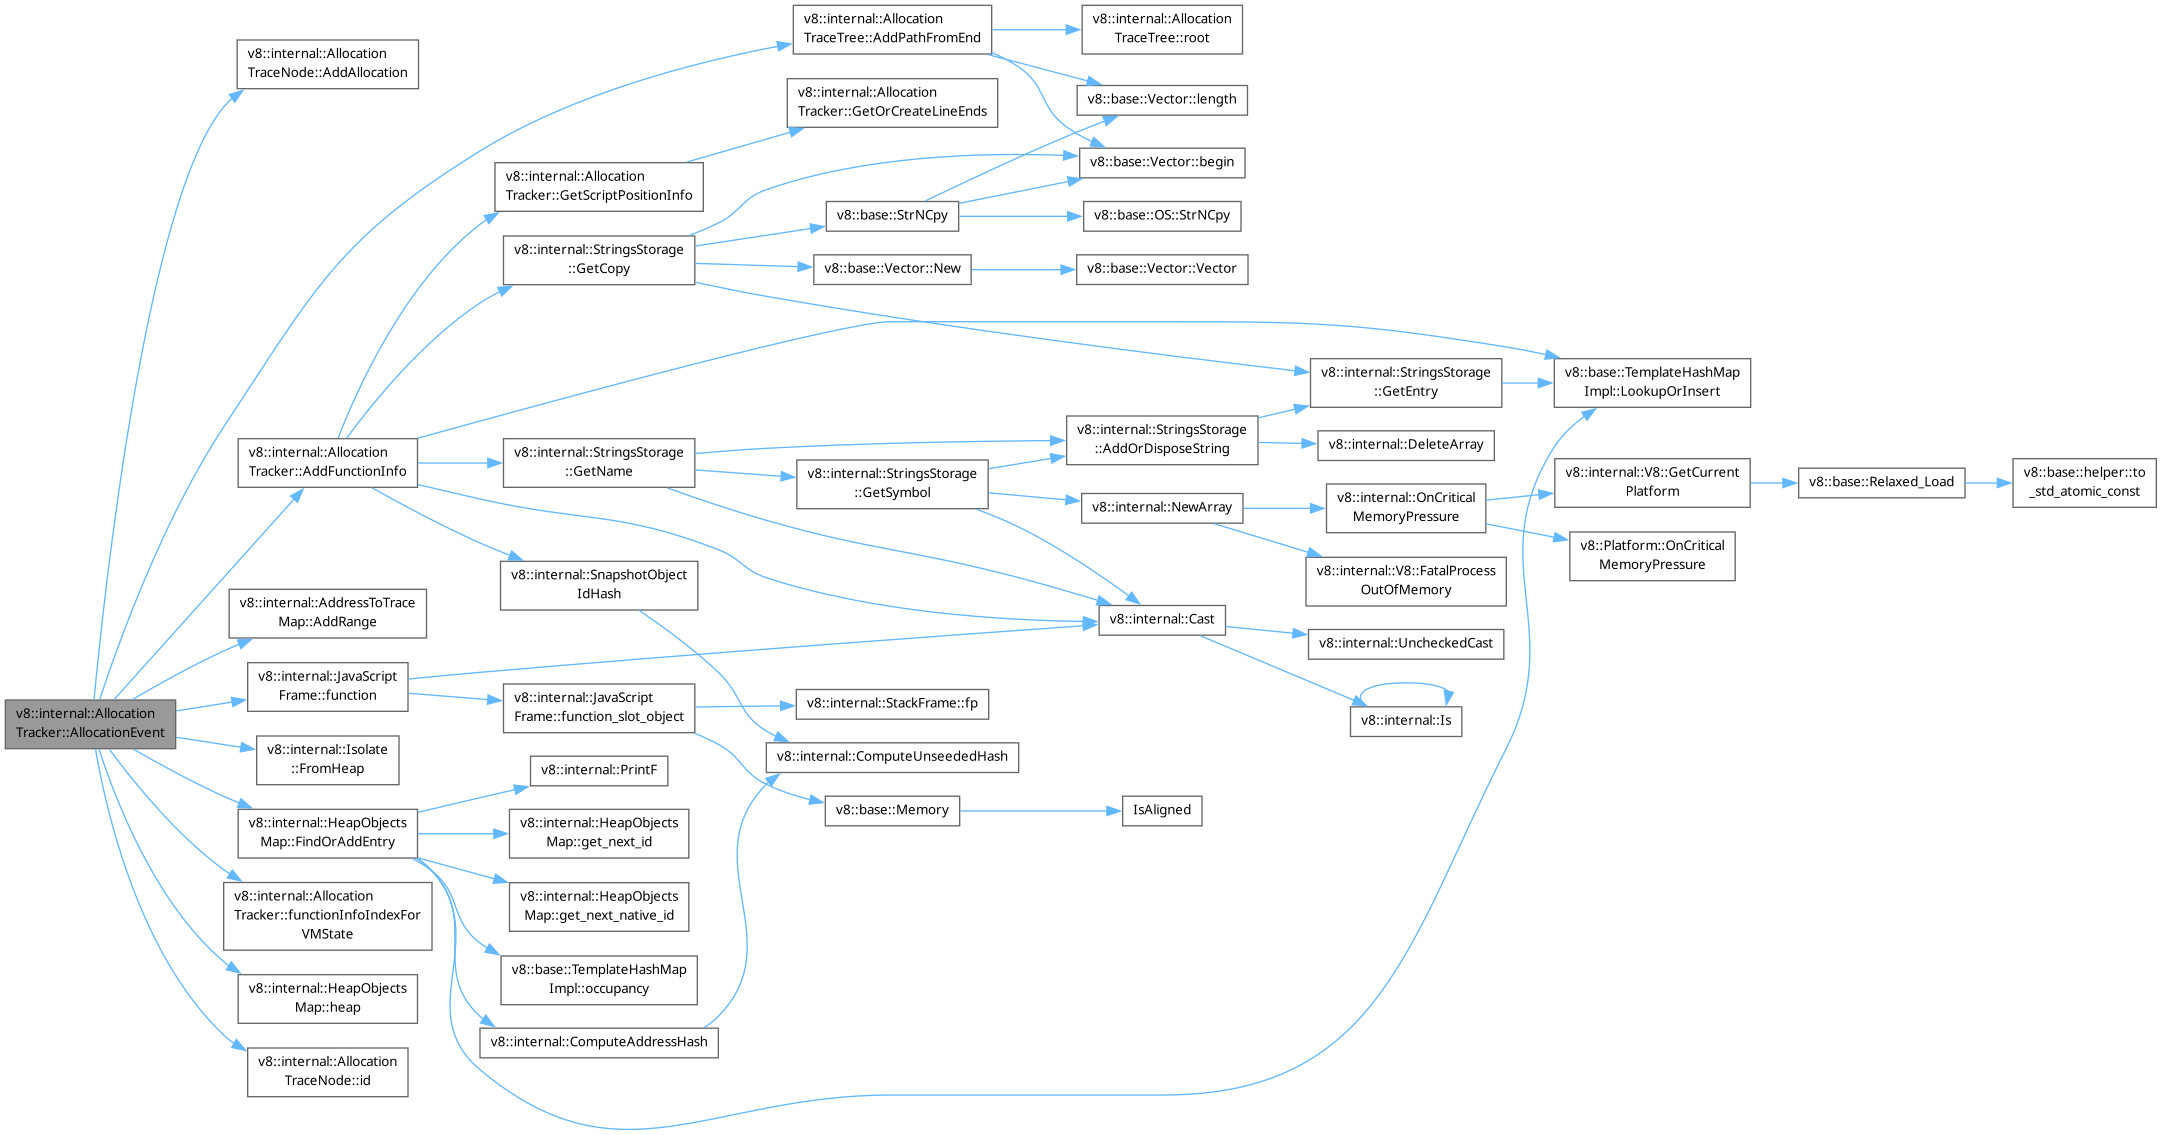 v8::internal::Allocation
Tracker::AllocationEvent
v8::internal::Allocation
TraceNode::AddAllocation
v8::internal::Allocation
Tracker::AddFunctionInfo
v8::internal::AddressToTrace
Map::AddRange
v8::internal::JavaScript
Frame::function
v8::internal::Isolate
::FromHeap
v8::internal::HeapObjects
Map::FindOrAddEntry
v8::internal::Allocation
Tracker::functionInfoIndexFor
VMState
v8::internal::HeapObjects
Map::heap
v8::internal::Allocation
TraceNode::id
v8::internal::Allocation
Tracker::GetScriptPositionInfo
v8::internal::StringsStorage
::GetCopy
v8::internal::StringsStorage
::GetName
v8::internal::SnapshotObject
IdHash
v8::internal::JavaScript
Frame::function_slot_object
v8::internal::PrintF
v8::internal::HeapObjects
Map::get_next_id
v8::internal::HeapObjects
Map::get_next_native_id
v8::base::TemplateHashMap
Impl::occupancy
v8::internal::ComputeAddressHash
v8::internal::Allocation
TraceTree::AddPathFromEnd
v8::internal::Allocation
Tracker::GetOrCreateLineEnds
v8::base::StrNCpy
v8::base::Vector::New
v8::internal::StringsStorage
::GetSymbol
v8::internal::StackFrame::fp
v8::internal::ComputeUnseededHash
v8::base::Memory
v8::internal::Allocation
TraceTree::root
v8::base::Vector::length
v8::base::Vector::begin
v8::base::OS::StrNCpy
v8::base::Vector::Vector
v8::internal::StringsStorage
::AddOrDisposeString
v8::internal::NewArray
v8::internal::Cast
IsAligned
v8::internal::StringsStorage
::GetEntry
v8::internal::DeleteArray
v8::internal::OnCritical
MemoryPressure
v8::internal::V8::FatalProcess
OutOfMemory
v8::internal::UncheckedCast
v8::internal::Is
v8::base::TemplateHashMap
Impl::LookupOrInsert
v8::internal::V8::GetCurrent
Platform
v8::Platform::OnCritical
MemoryPressure
v8::base::Relaxed_Load
v8::base::helper::to
_std_atomic_const